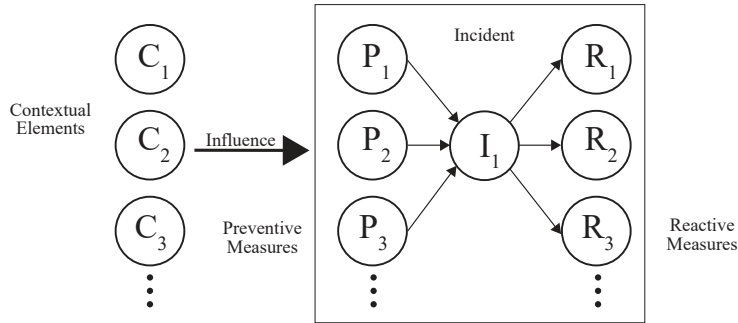 Incident
C1
P1
R1
Contextual
Elements
C2
Influence
P2
I1
R2
C3
Preventive
Measures
P3
R3
Reactive
Measures